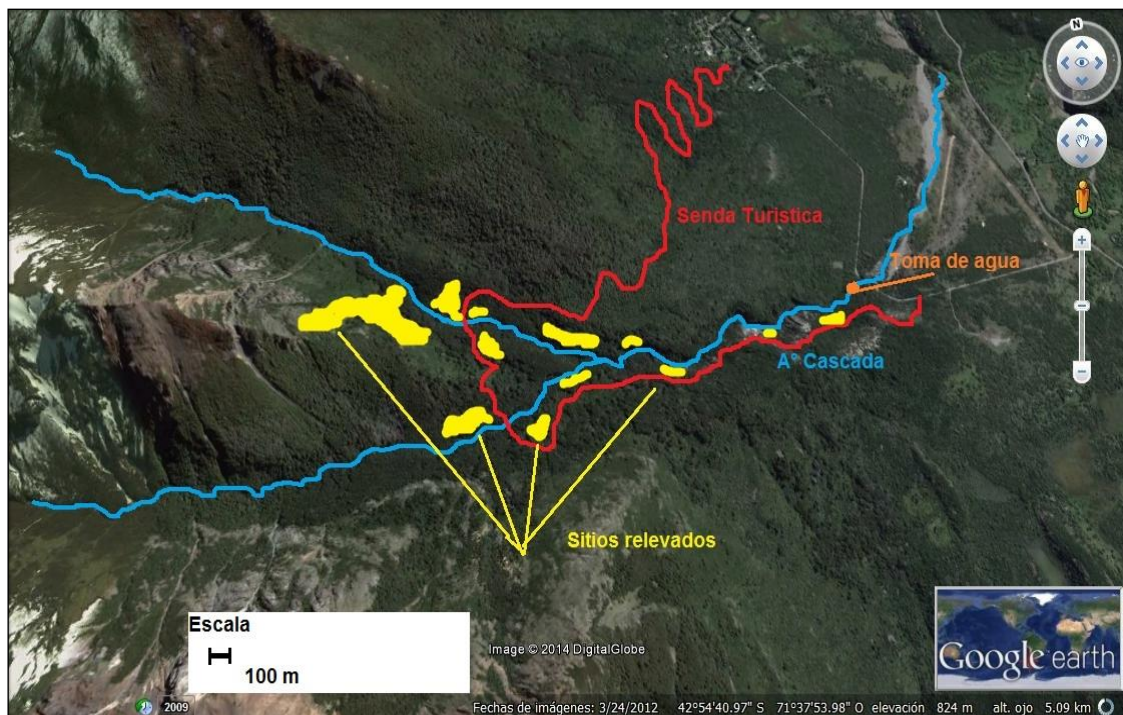 N
Senda Turistica
Toma de agua
Aº Cascada
Sitios relevados
Escala
100 m
Image © 2014 DigitalGlobe
Google earth
2009
Fechas de imágenes: 3/24/2012 42°54'40.97" S 71°37'53.98" O elevación 824 m alt. ojo 5.09 km